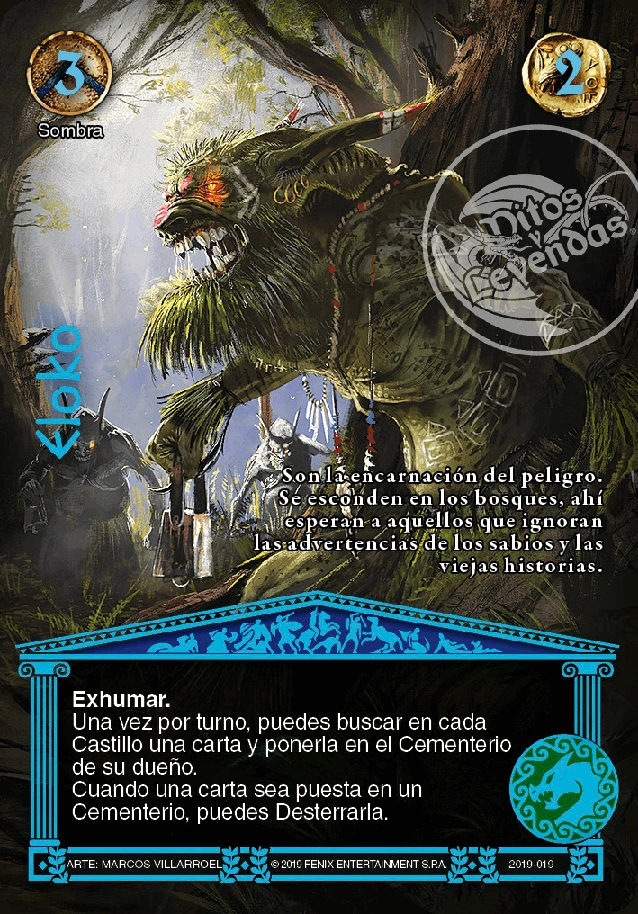 3
2
Sombra
Mitos
y
Leyendas
Eloko
Son la encarnación del peligro.
Se esconden en los bosques, ahí
esperan a aquellos que ignoran
las advertencias de los sabios y las
viejas historias.
Exhumar.
Una vez por turno, puedes buscar en cada
Castillo una carta y ponerla en el Cementerio
de su dueño.
Cuando una carta sea puesta en un
Cementerio, puedes Desterrarla.
ARTE: MARCOS VILLARROEL
© 2019 FENIX ENTERTAINMENT S.P.A.
2019-019